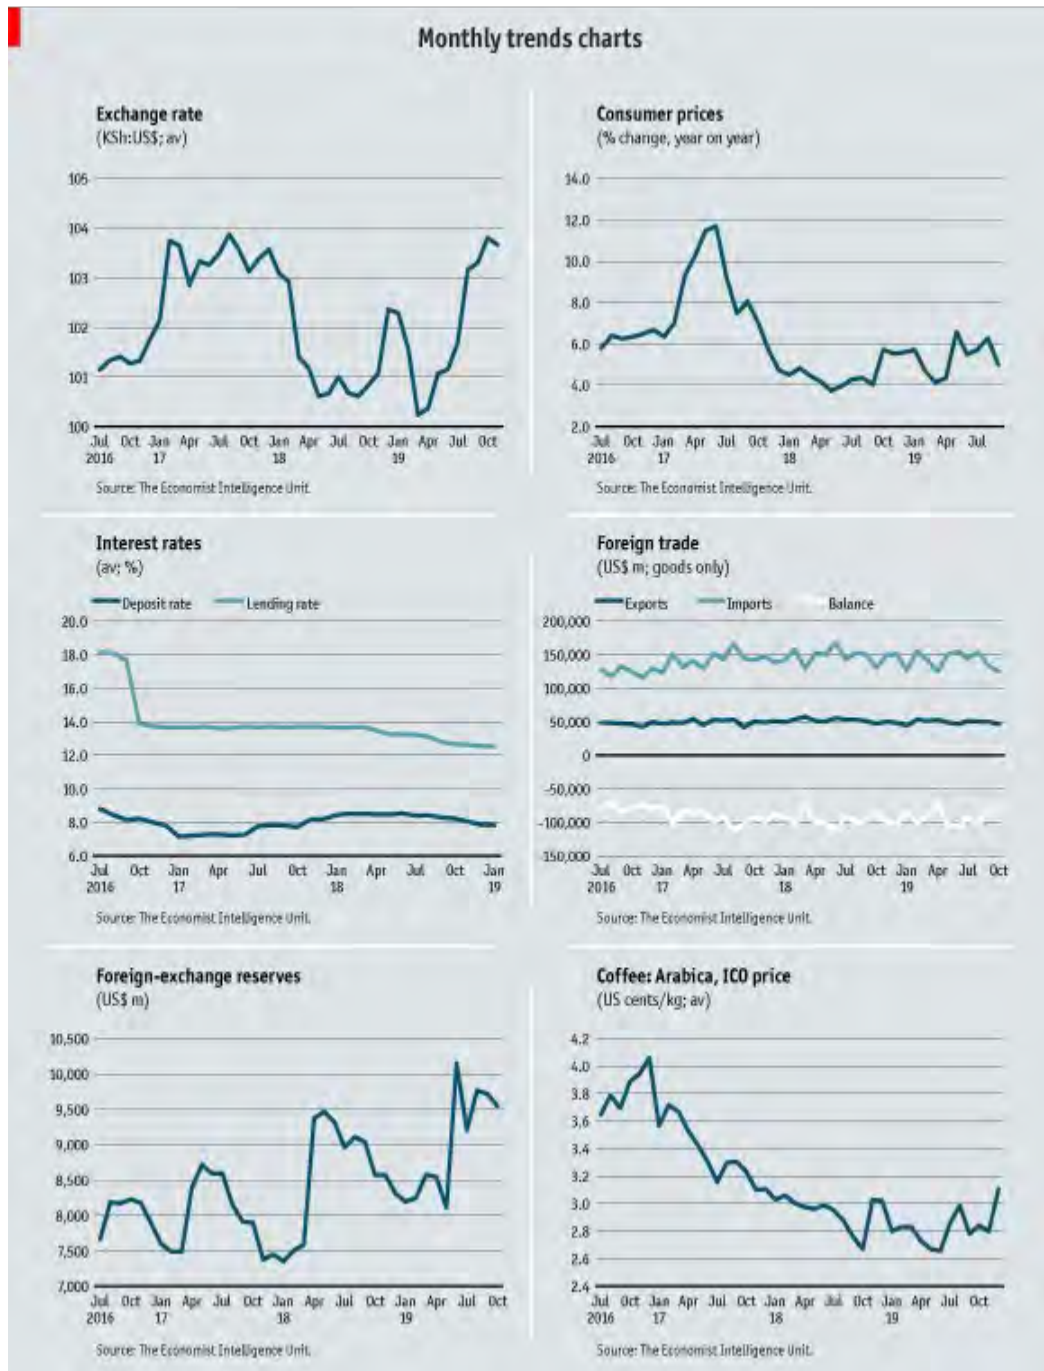 Monthly trends charts
Exchange rate
(KSh:US$; av)
105
104
103
102
101
100
Jul Oct Jan Apr Jul Oct Jan Apr Jul Oct Jan Apr Jul Oct
2016 17 18 19
Source: The Economist Intelligence Unit.
Consumer prices
(% change, year on year)
14.0
12.0
10.0
8.0
6.0
4.0
2.0
Jul Oct Jan Apr Jul Oct Jan Apr Jul Oct Jan Apr Jul
2016 17 18 19
Source: The Economist Intelligence Unit.
Interest rates
(av; %)
Deposit rate Lending rate
20.0
18.0
16.0
14.0
12.0
10.0
8.0
6.0
Jul Oct Jan Apr Jul Oct Jan Apr Jul Oct Jan
2016 17 18 19
Source: The Economist Intelligence Unit.
Foreign trade
(US$ m; goods only)
Exports Imports Balance
200,000
150,000
100,000
50,000
0
-50,000
-100,000
-150,000
Jul Oct Jan Apr Jul Oct Jan Apr Jul Oct Jan Apr Jul Oct
2016 17 18 19
Source: The Economist Intelligence Unit.
Foreign-exchange reserves
(US$ m)
10,500
10,000
9,500
9,000
8,500
8,000
7,500
7,000
Jul Oct Jan Apr Jul Oct Jan Apr Jul Oct Jan Apr Jul Oct
2016 17 18 19
Source: The Economist Intelligence Unit.
Coffee: Arabica, ICO price
(US cents/kg; av)
4.2
4.0
3.8
3.6
3.4
3.2
3.0
2.8
2.6
2.4
Jul Oct Jan Apr Jul Oct Jan Apr Jul Oct Jan Apr Jul Oct
2016 17 18 19
Source: The Economist Intelligence Unit.